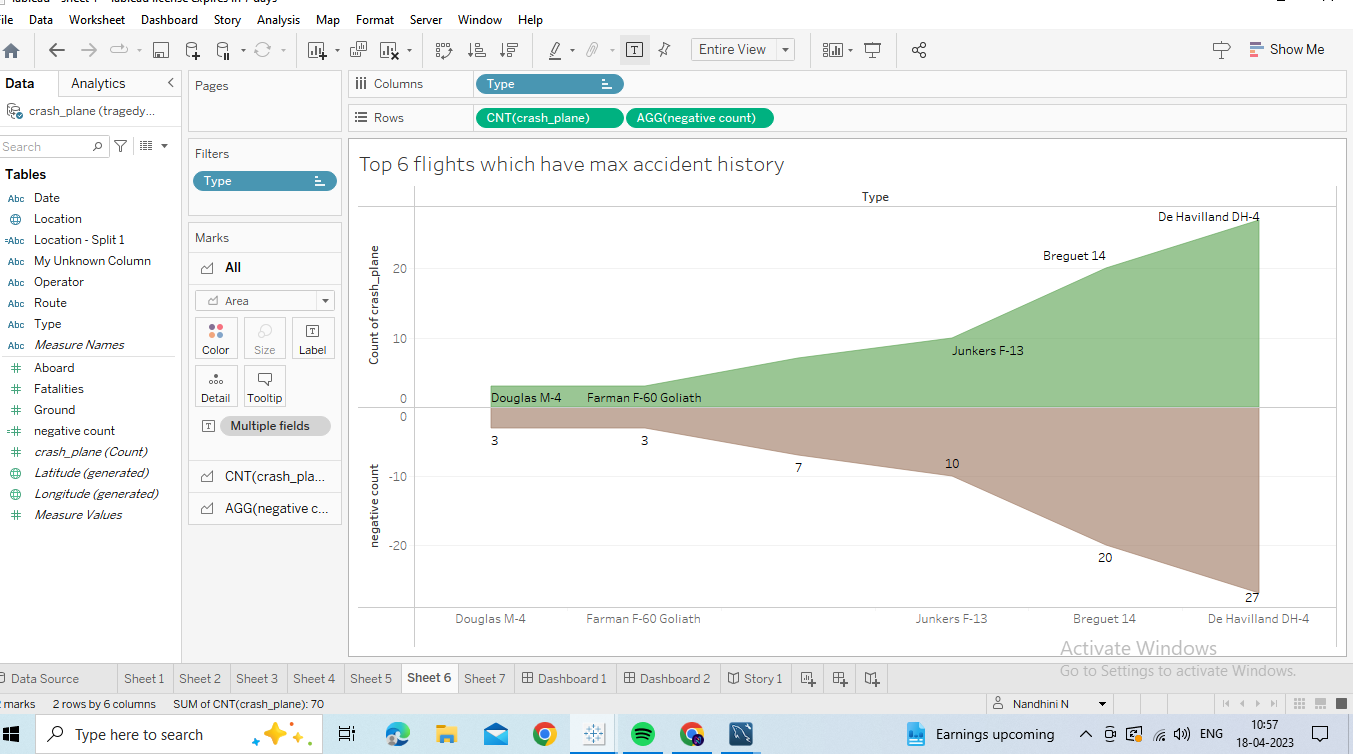 File Data Worksheet Dashboard Story Analysis Map Format Server Window Help
Entire View
Show Me
Data Analytics
crash_plane (tragedy...
Search
Tables
Abc Date
Location
=Abc Location - Split 1
Abc My Unknown Column
Abc Operator
Abc Route
Abc Type
Abc Measure Names
# Aboard
# Fatalities
# Ground
=# negative count
# crash_plane (Count)
Latitude (generated)
Longitude (generated)
# Measure Values
Pages
Filters
Type
Marks
All
Area
Color Size Label
Detail Tooltip
Multiple fields
CNT(crash_pla...
AGG(negative c...
Columns Type
Rows CNT(crash_plane) AGG(negative count)
Top 6 flights which have max accident history
Type
De Havilland DH-4
Breguet 14
Junkers F-13
Douglas M-4 Farman F-60 Goliath
Count of crash_plane
20
10
0
0
-10
-20
negative count
3 3 7 10 20 27
Douglas M-4 Farman F-60 Goliath Junkers F-13 Breguet 14 De Havilland DH-4
Activate Windows
Go to Settings to activate Windows.
Data Source Sheet 1 Sheet 2 Sheet 3 Sheet 4 Sheet 5 Sheet 6 Sheet 7 Dashboard 1 Dashboard 2 Story 1
marks 2 rows by 6 columns SUM of CNT(crash_plane): 70
Nandhini N
Type here to search
Earnings upcoming
ENG
10:57
18-04-2023